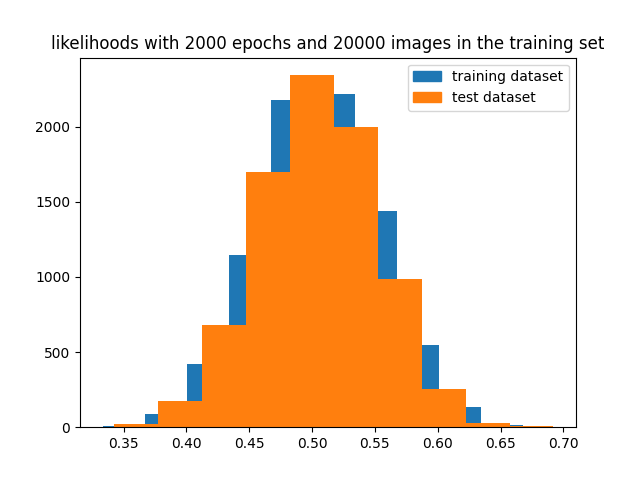 likelihoods with 2000 epochs and 20000 images in the training set
training dataset
test dataset
2000
1500
1000
500
0
0.35 0.40 0.45 0.50 0.55 0.60 0.65 0.70